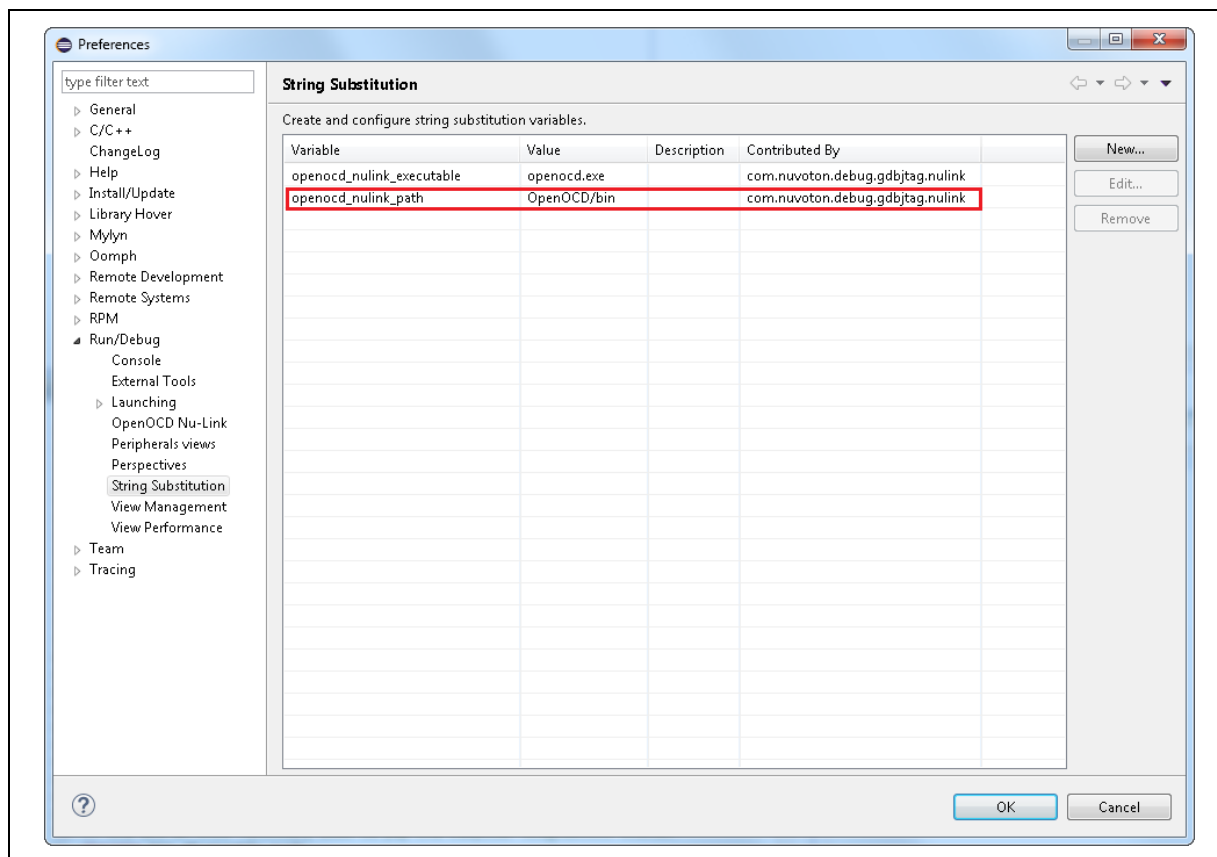 Preferences
type filter text
General
C/C++
ChangeLog
Help
Install/Update
Library Hover
Mylyn
Oomph
Remote Development
Remote Systems
RPM
Run/Debug
Console
External Tools
Launching
OpenOCD Nu-Link
Peripherals views
Perspectives
String Substitution
View Management
View Performance
Team
Tracing
String Substitution
Create and configure string substitution variables.
Variable Value Description Contributed By
openocd_nulink_executable openocd.exe com.nuvoton.debug.gdbjtag.nulink
openocd_nulink_path OpenOCD/bin com.nuvoton.debug.gdbjtag.nulink
New...
Edit...
Remove
OK Cancel